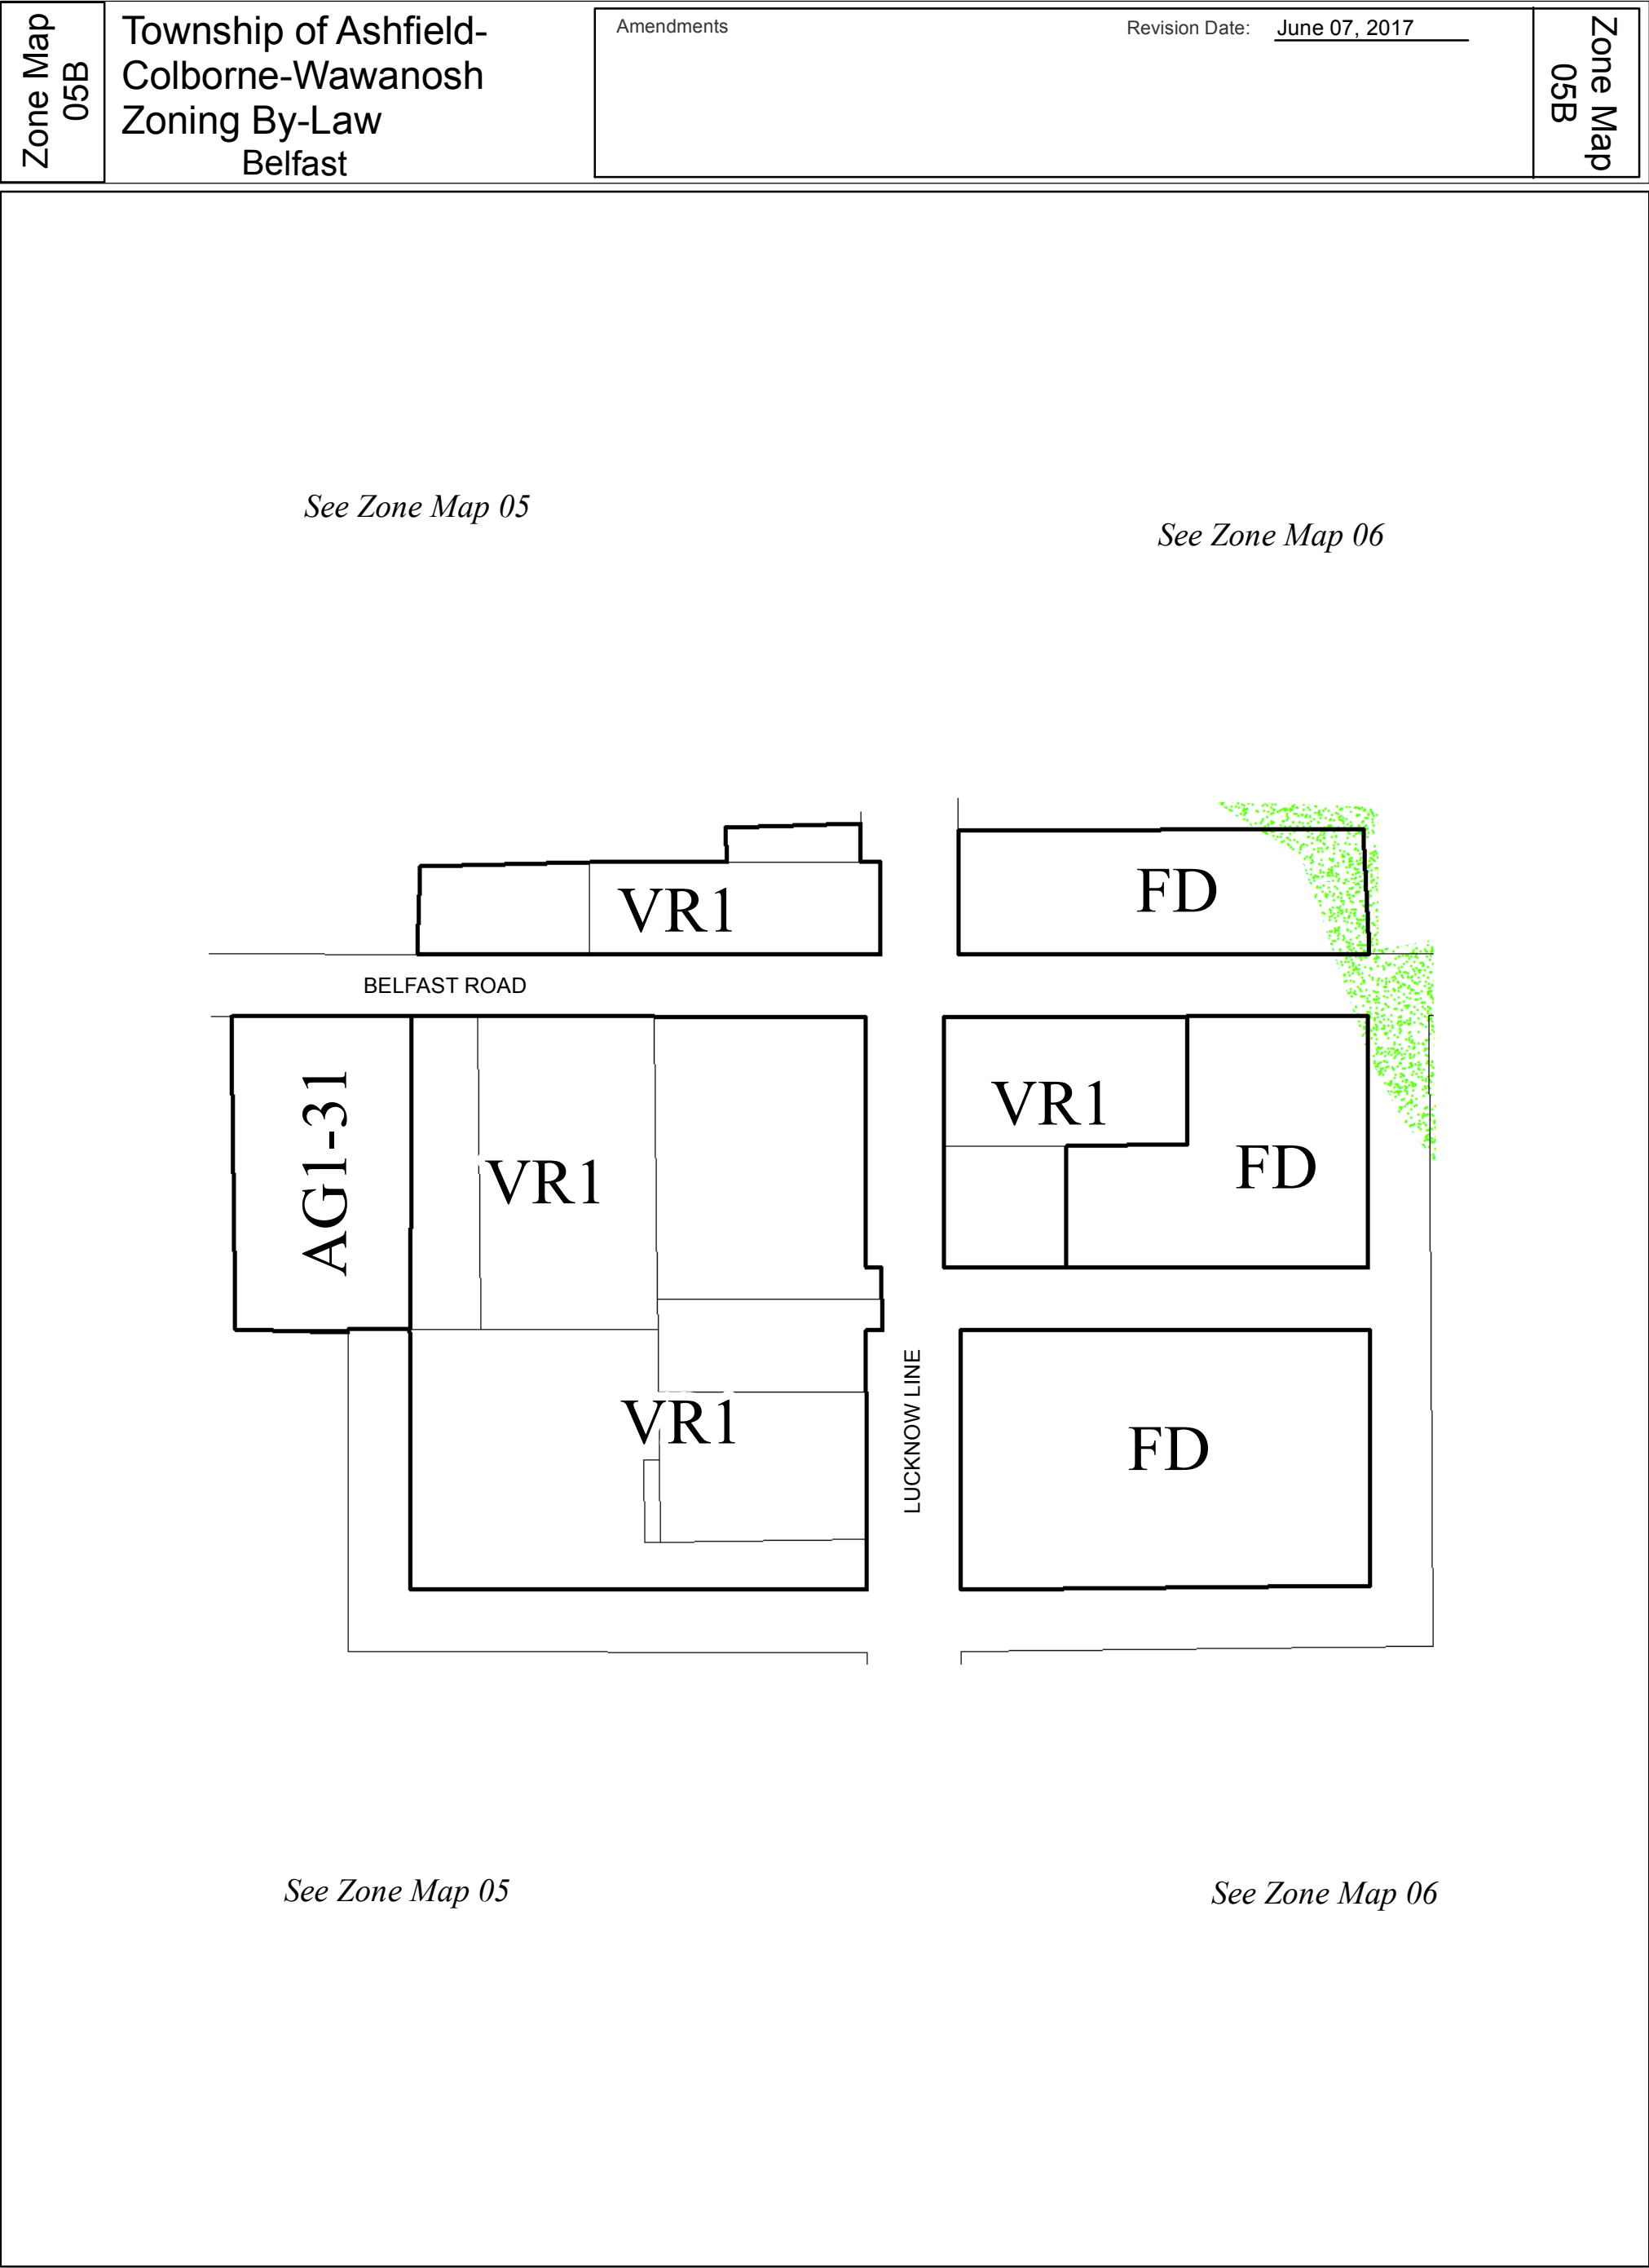 Zone Map
05B
Township of Ashfield-
Colborne-Wawanosh
Zoning By-Law
Belfast
Amendments
Revision Date: June 07, 2017
Zone Map
05B
See Zone Map 05
See Zone Map 06
VR1
FD
BELFAST ROAD
AG1-31
VR1
VR1
FD
VR1
LUCKNOW LINE
FD
See Zone Map 05
See Zone Map 06